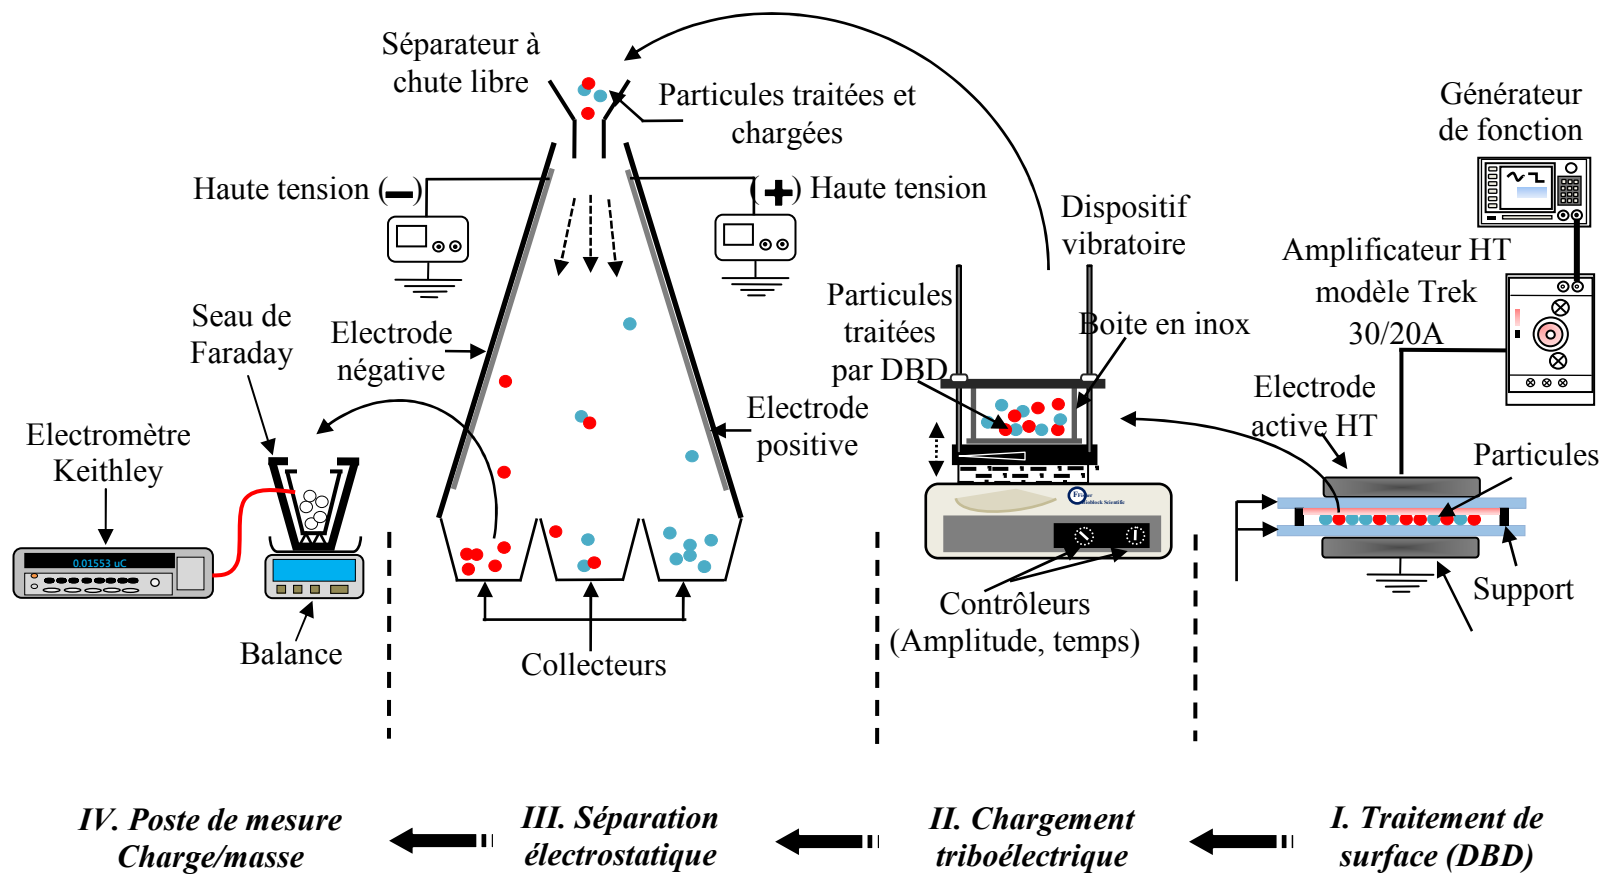 Séparateur à
chute libre
Particules traitées et
chargées
Générateur
de fonction
Haute tension (−)
(+) Haute tension
Dispositif
vibratoire
Amplificateur HT
modèle Trek
30/20A
Particules
traitées
par DBD
Boite en inox
Seau de
Faraday
Electrode
négative
Electrode
positive
Electrode
active HT
Particules
Electromètre
Keithley
0.01553 uC
Support
Contrôleurs
(Amplitude, temps)
Balance
Collecteurs
IV. Poste de mesure
Charge/masse
III. Séparation
électrostatique
II. Chargement
triboélectrique
I. Traitement de
surface (DBD)